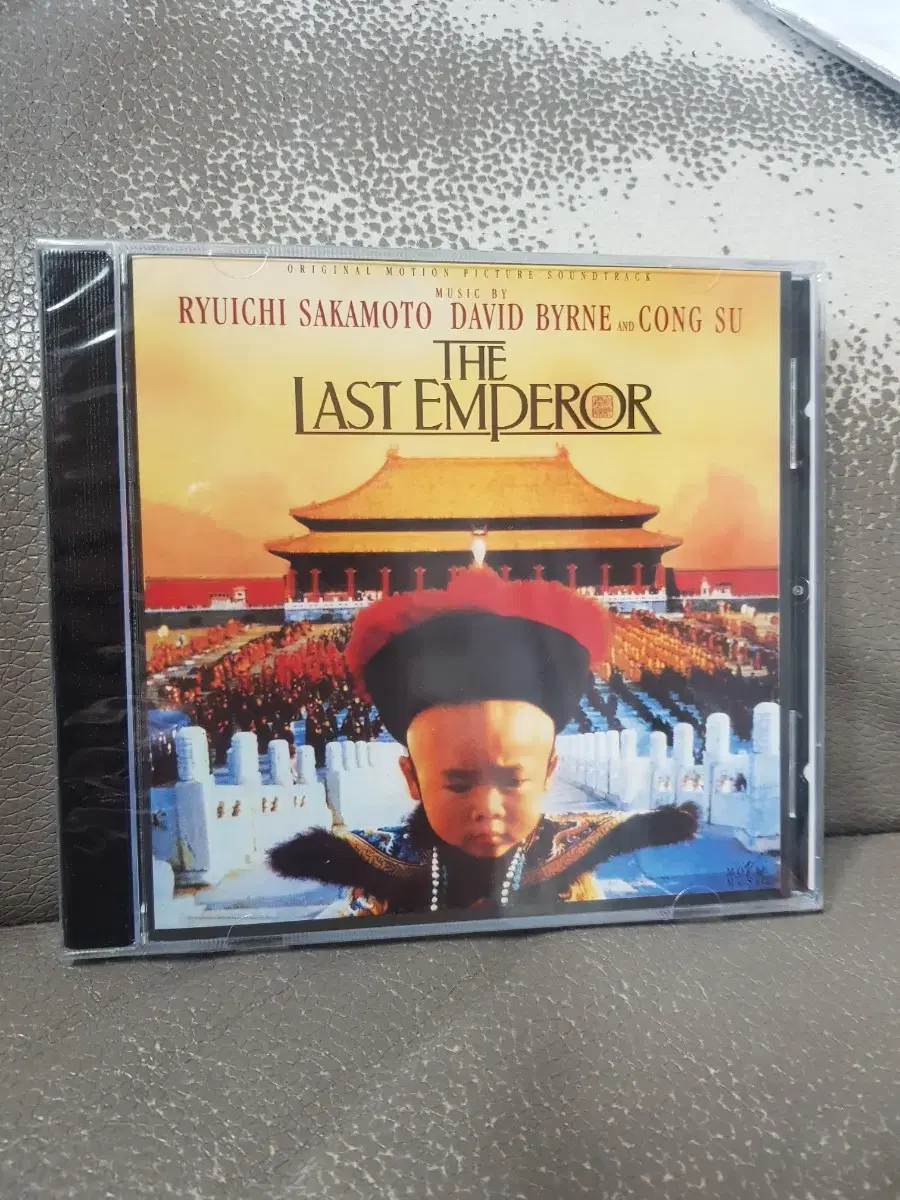 ORIGINAL MOTION PICTURE SOUNDTRACK
MUSIC BY
RYUICHI SAKAMOTO DAVID BYRNE AND CONG SU
THE
LAST EMPEROR